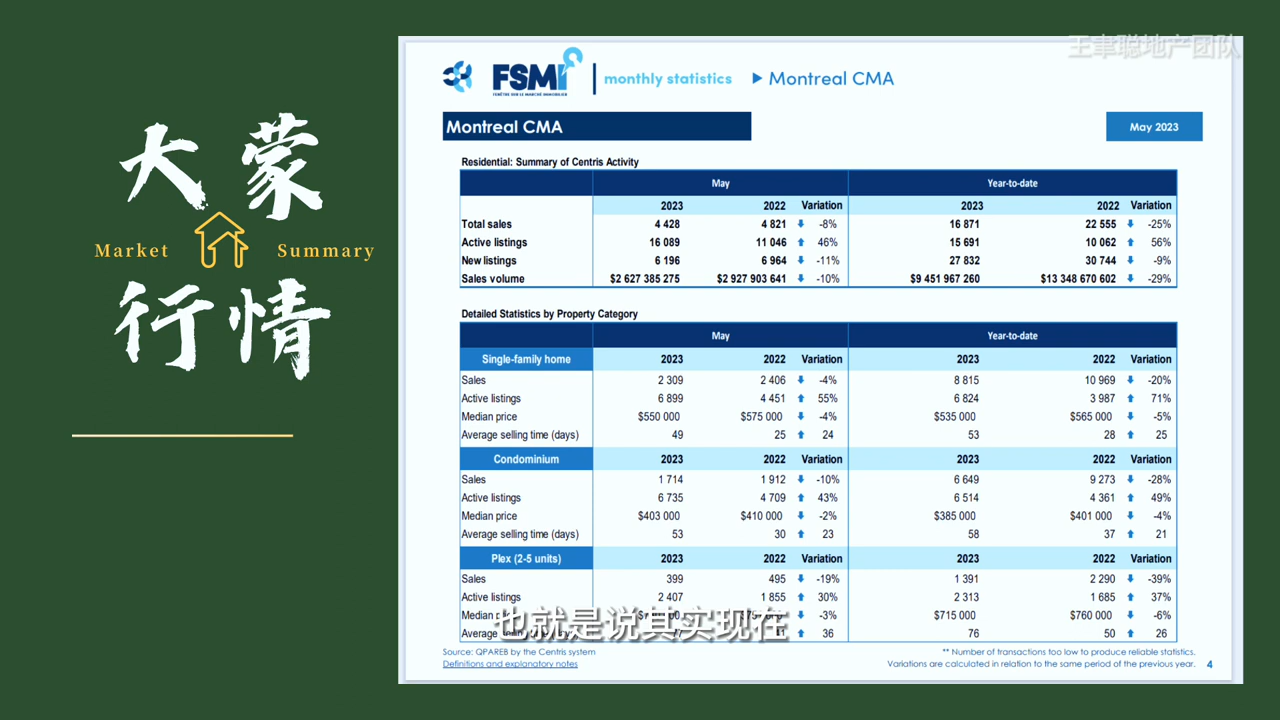 王聿聪地产团队
大蒙
Market Summary
行情
FSMI monthly statistics ▶ Montreal CMA
FENÊTRE SUR LE MARCHÉ IMMOBILIER
Montreal CMA May 2023
Residential: Summary of Centris Activity
May Year-to-date
2023 2022 Variation 2023 2022 Variation
Total sales 4 428 4 821 -8% 16 871 22 555 -25%
Active listings 16 089 11 046 46% 15 691 10 062 56%
New listings 6 196 6 964 -11% 27 832 30 744 -9%
Sales volume $2 627 385 275 $2 927 903 641 -10% $9 451 967 260 $13 348 670 602 -29%
Detailed Statistics by Property Category
May Year-to-date
Single-family home 2023 2022 Variation 2023 2022 Variation
Sales 2 309 2 406 -4% 8 815 10 969 -20%
Active listings 6 899 4 451 55% 6 824 3 987 71%
Median price $550 000 $575 000 -4% $535 000 $565 000 -5%
Average selling time (days) 49 25 24 53 28 25
Condominium 2023 2022 Variation 2023 2022 Variation
Sales 1 714 1 912 -10% 6 649 9 273 -28%
Active listings 6 735 4 709 43% 6 514 4 361 49%
Median price $403 000 $410 000 -2% $385 000 $401 000 -4%
Average selling time (days) 53 30 23 58 37 21
Plex (2-5 units) 2023 2022 Variation 2023 2022 Variation
Sales 399 495 -19% 1 391 2 290 -39%
Active listings 2 407 1 855 30% 2 313 1 685 37%
Median -3% $715 000 $760 000 -6%
Average 36 76 50 26
也就是说其实现在
Source: QPAREB by the Centris system ** Number of transactions too low to produce reliable statistics.
Definitions and explanatory notes Variations are calculated in relation to the same period of the previous year. 4